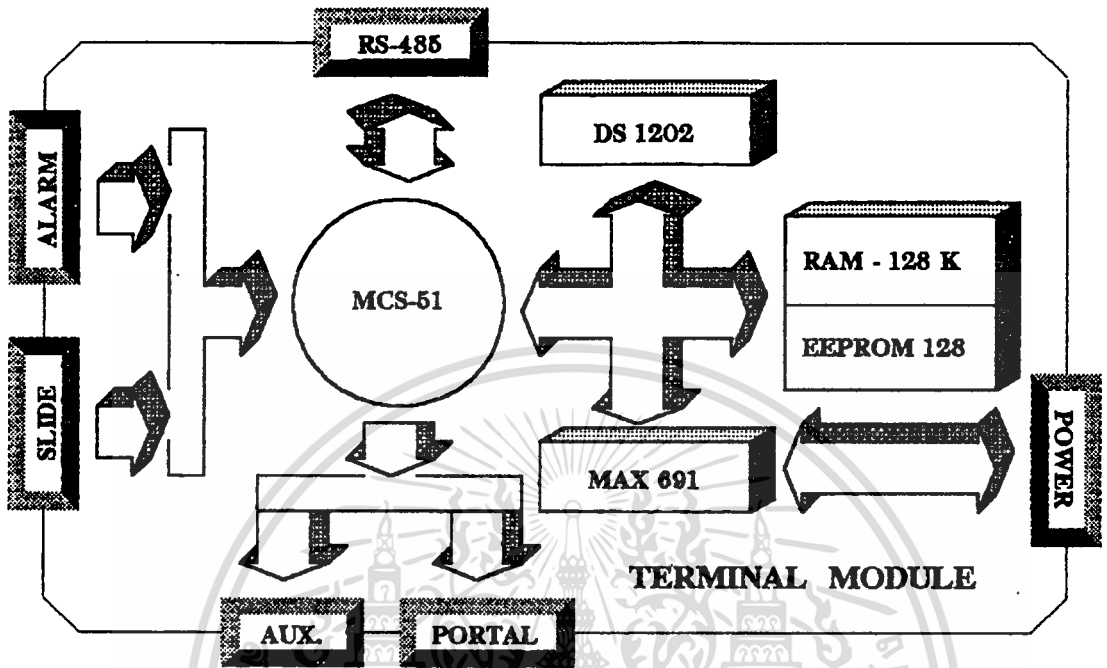 RS-485
ALARM
DS 1202
RAM - 128 K
MCS-51
EEPROM 128
SLIDE
POWER
MAX 691
TERMINAL MODULE
AUX.
PORTAL